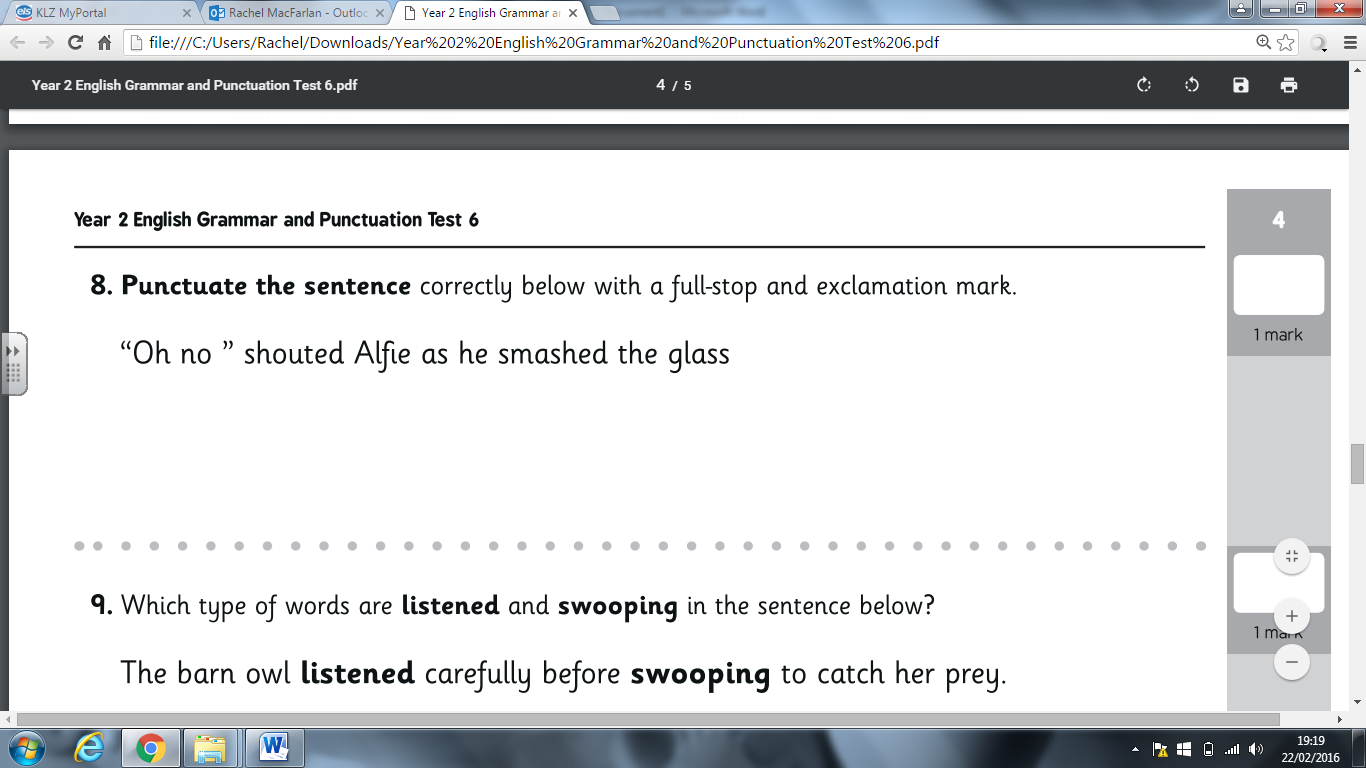 KLZ MyPortal
Rachel MacFarlan - Outloo
Year 2 English Grammar a
file:///C:/Users/Rachel/Downloads/Year%202%20English%20Grammar%20and%20Punctuation%20Test%206.pdf
Year 2 English Grammar and Punctuation Test 6.pdf
4 / 5
Year 2 English Grammar and Punctuation Test 6
4
8. Punctuate the sentence correctly below with a full-stop and exclamation mark.
1 mark
“Oh no ” shouted Alfie as he smashed the glass
9. Which type of words are listened and swooping in the sentence below?
1 mark
The barn owl listened carefully before swooping to catch her prey.
19:19
22/02/2016